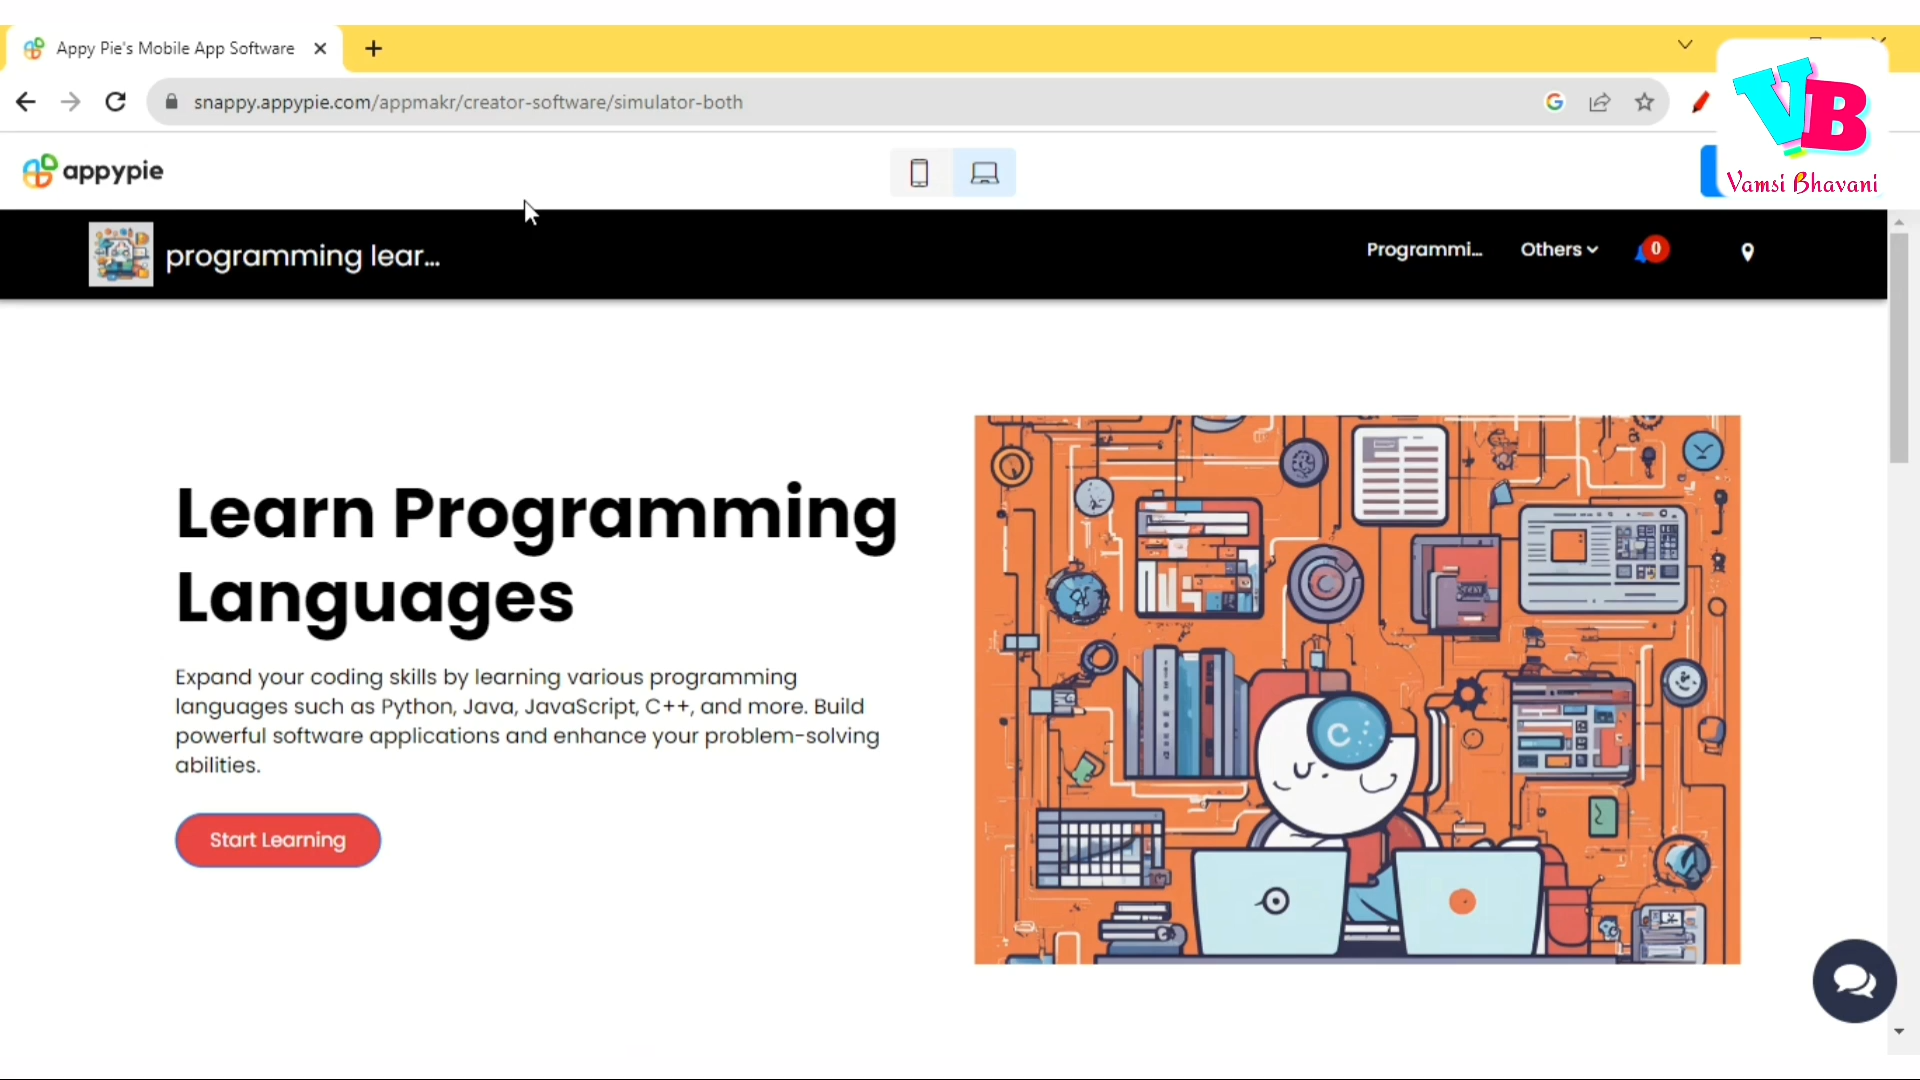 Appy Pie's Mobile App Software
snappy.appypie.com/appmakr/creator-software/simulator-both
VB
Vamsi Bhavani
appypie
programming lear...
Programmi...
Others
0
Learn Programming
Languages
Expand your coding skills by learning various programming
languages such as Python, Java, JavaScript, C++, and more. Build
powerful software applications and enhance your problem-solving
abilities.
Start Learning
C